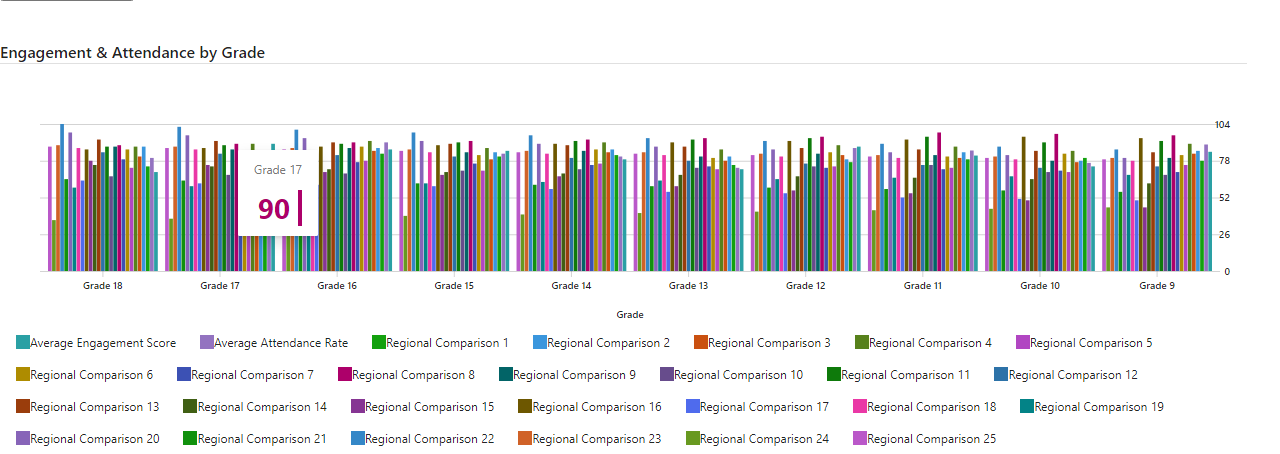 Engagement & Attendance by Grade
104
78
52
26
0
Grade 17
90
Grade 18 Grade 17 Grade 16 Grade 15 Grade 14 Grade 13 Grade 12 Grade 11 Grade 10 Grade 9
Grade
Average Engagement Score Average Attendance Rate Regional Comparison 1 Regional Comparison 2 Regional Comparison 3 Regional Comparison 4 Regional Comparison 5
Regional Comparison 6 Regional Comparison 7 Regional Comparison 8 Regional Comparison 9 Regional Comparison 10 Regional Comparison 11 Regional Comparison 12
Regional Comparison 13 Regional Comparison 14 Regional Comparison 15 Regional Comparison 16 Regional Comparison 17 Regional Comparison 18 Regional Comparison 19
Regional Comparison 20 Regional Comparison 21 Regional Comparison 22 Regional Comparison 23 Regional Comparison 24 Regional Comparison 25